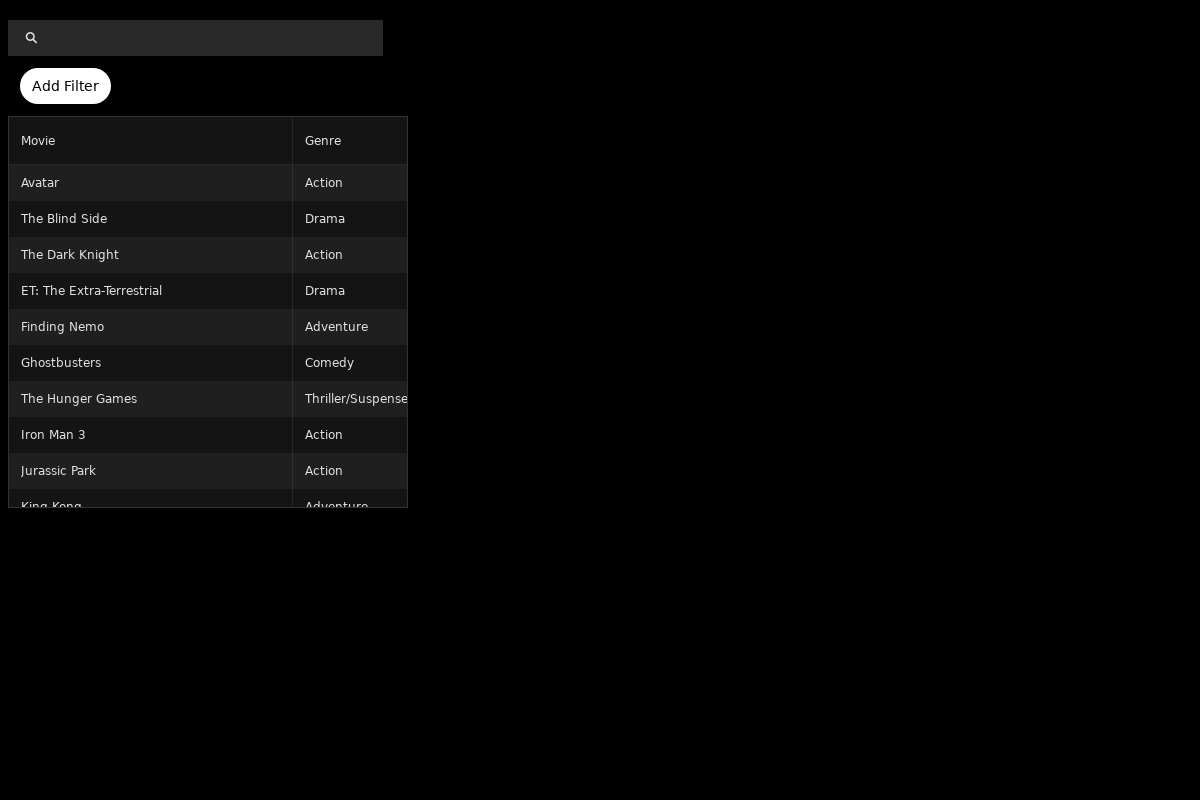 Add Filter
Movie Genre
Avatar Action
The Blind Side Drama
The Dark Knight Action
ET: The Extra-Terrestrial Drama
Finding Nemo Adventure
Ghostbusters Comedy
The Hunger Games Thriller/Suspense
Iron Man 3 Action
Jurassic Park Action
King Kong Adventure